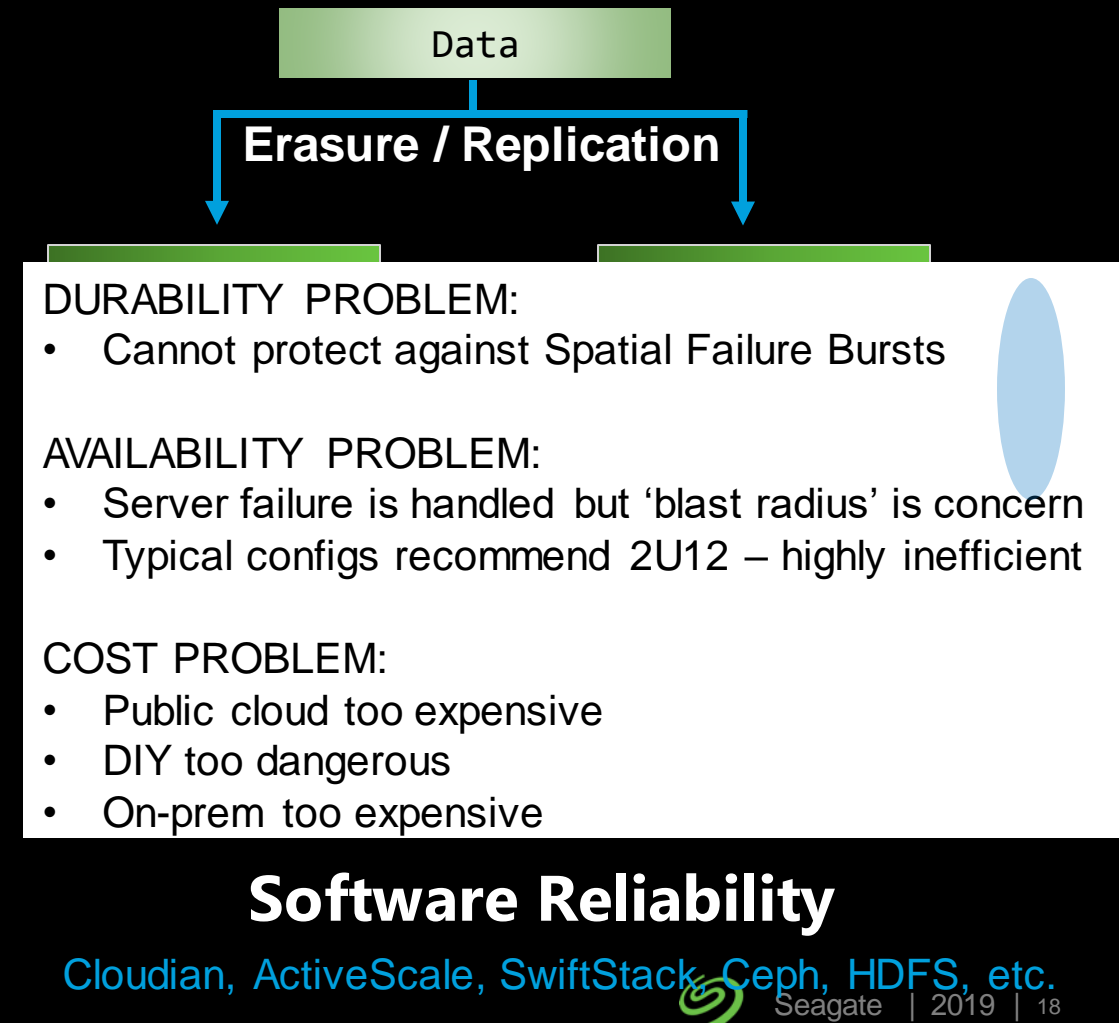 Data
Erasure / Replication
DURABILITY PROBLEM:
• Cannot protect against Spatial Failure Bursts
AVAILABILITY PROBLEM:
• Server failure is handled but ‘blast radius’ is concern
• Typical configs recommend 2U12 – highly inefficient
COST PROBLEM:
• Public cloud too expensive
• DIY too dangerous
• On-prem too expensive
Software Reliability
Cloudian, ActiveScale, SwiftStack, Ceph, HDFS, etc.
Seagate | 2019 | 18